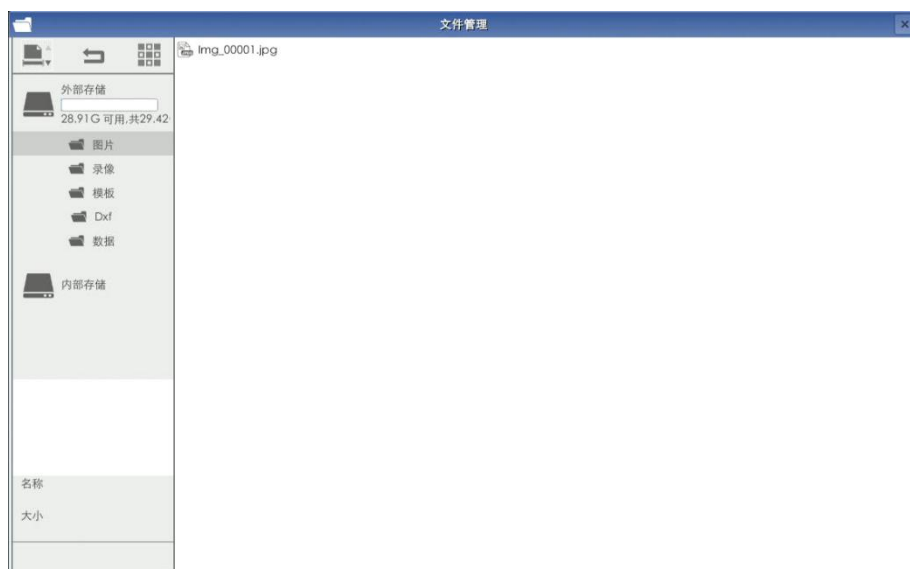 文件管理
Img_00001.jpg
外部存储
28.91G 可用,共29.42
图片
录像
模板
Dxf
数据
内部存储
名称
大小